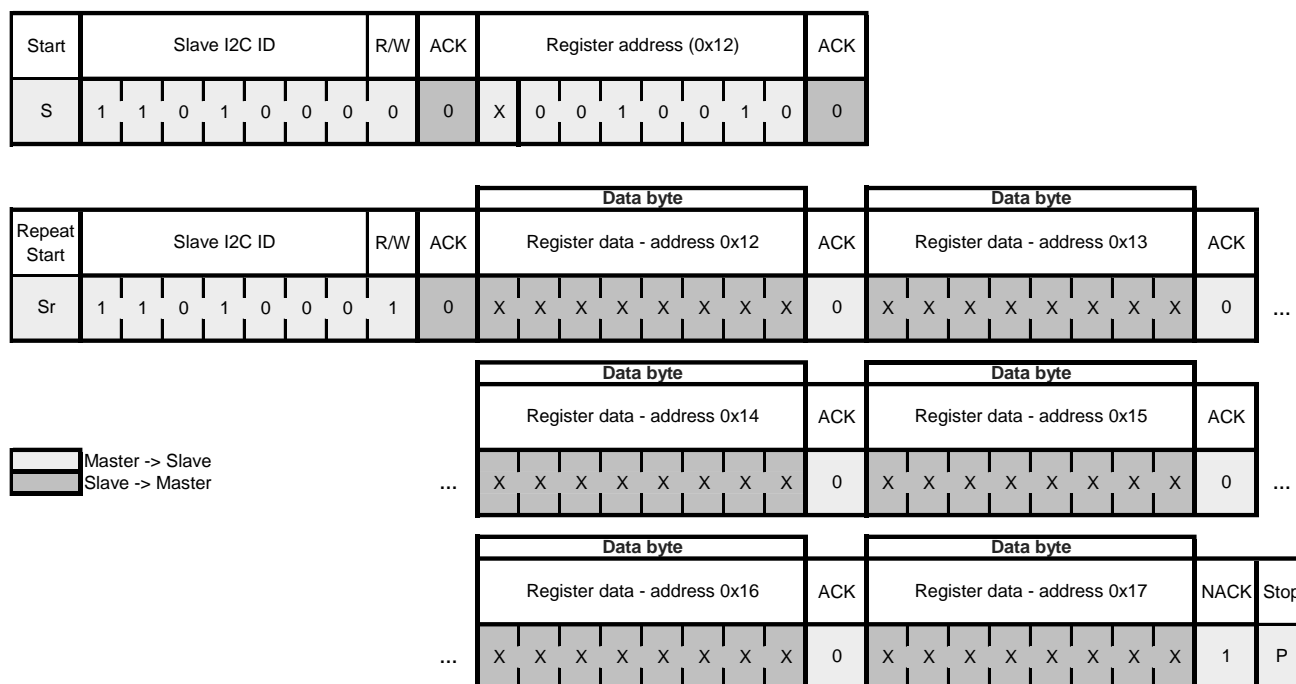 Start Slave I2C ID R/W ACK Register address (0x12) ACK
S 1 1 0 1 0 0 0 0 0 X 0 0 1 0 0 1 0 0
Data byte Data byte
Repeat Start Slave I2C ID R/W ACK Register data - address 0x12 ACK Register data - address 0x13 ACK
Sr 1 1 0 1 0 0 0 1 0 X X X X X X X X 0 X X X X X X X X 0 ...
Data byte Data byte
Register data - address 0x14 ACK Register data - address 0x15 ACK
Master -> Slave
Slave -> Master
... X X X X X X X X 0 X X X X X X X X 0 ...
Data byte Data byte
Register data - address 0x16 ACK Register data - address 0x17 NACK Stop
... X X X X X X X X 0 X X X X X X X X 1 P